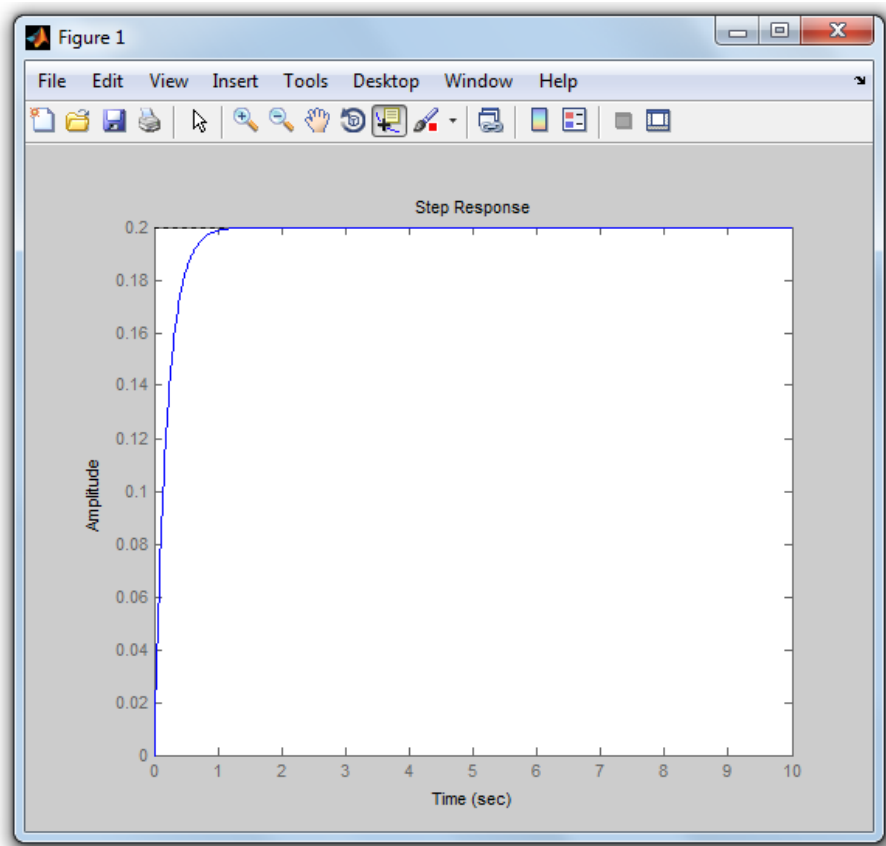 Figure 1
File Edit View Insert Tools Desktop Window Help
Step Response
0.2
0.18
0.16
0.14
0.12
0.1
0.08
0.06
0.04
0.02
0
Amplitude
0 1 2 3 4 5 6 7 8 9 10
Time (sec)